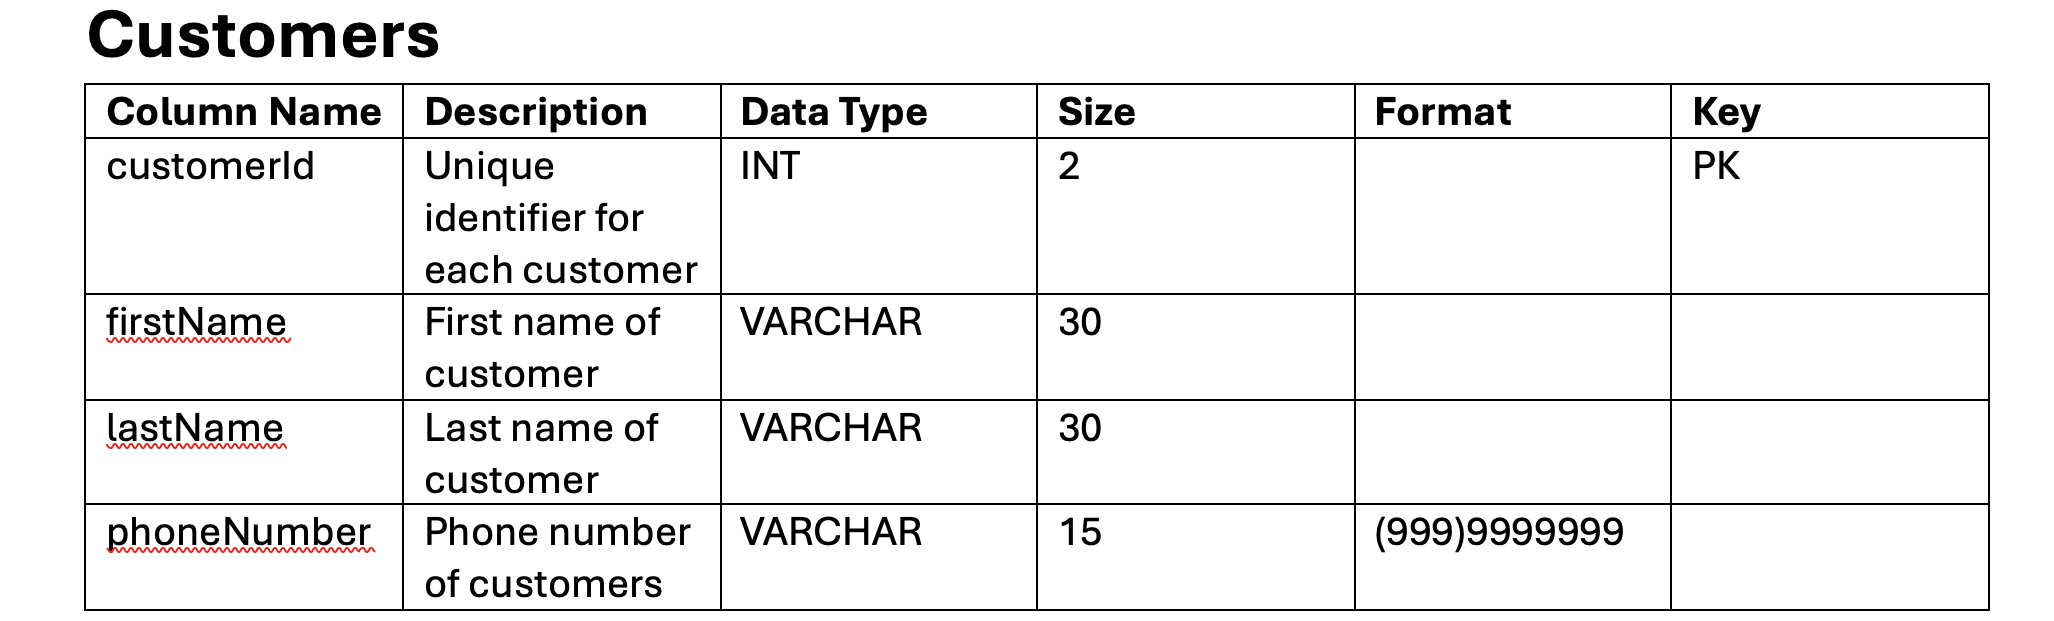 Customers
Column Name Description Data Type Size Format Key
customerId Unique identifier for each customer INT 2 PK
firstName First name of customer VARCHAR 30
lastName Last name of customer VARCHAR 30
phoneNumber Phone number of customers VARCHAR 15 (999)9999999